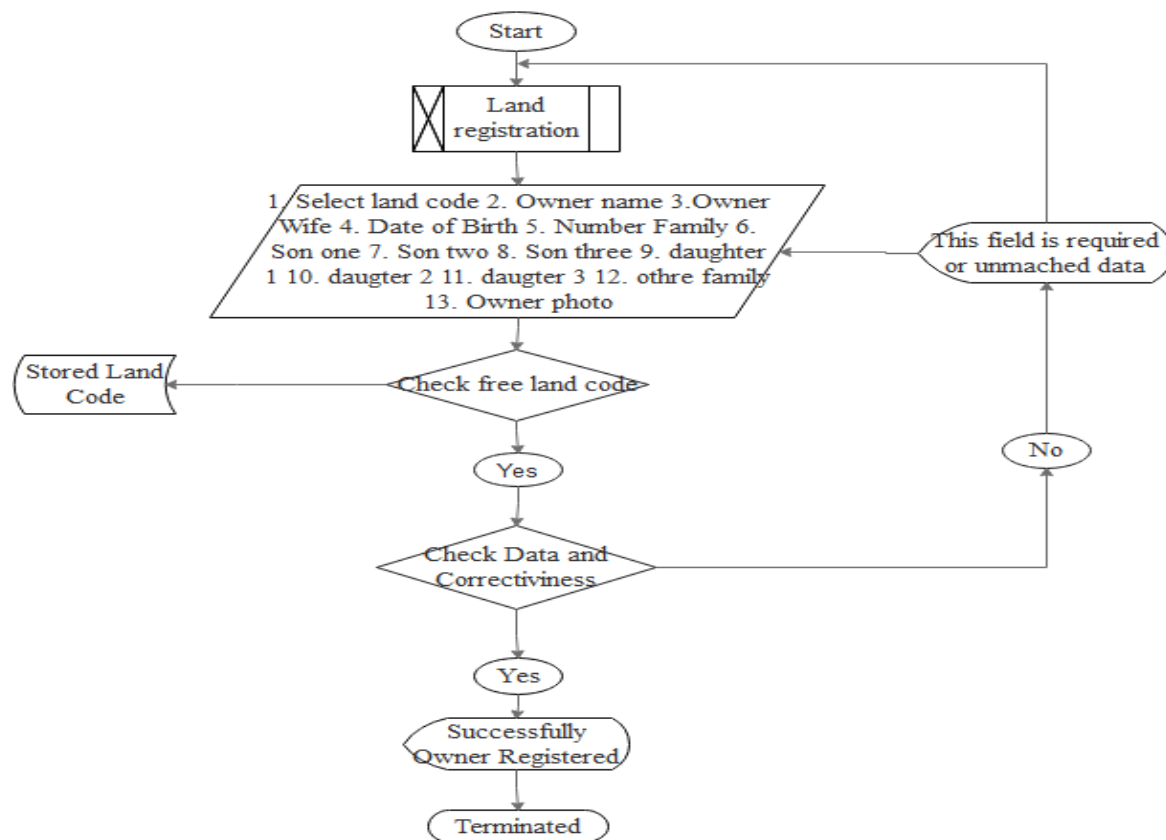 Start
Land
registration
1. Select land code 2. Owner name 3.Owner
Wife 4. Date of Birth 5. Number Family 6.
Son one 7. Son two 8. Son three 9. daughter
1 10. daugter 2 11. daugter 3 12. othre family
13. Owner photo
This field is required
or unmached data
Stored Land
Code
Check free land code
Yes
No
Check Data and
Correctiviness
Yes
Successfully
Owner Registered
Terminated